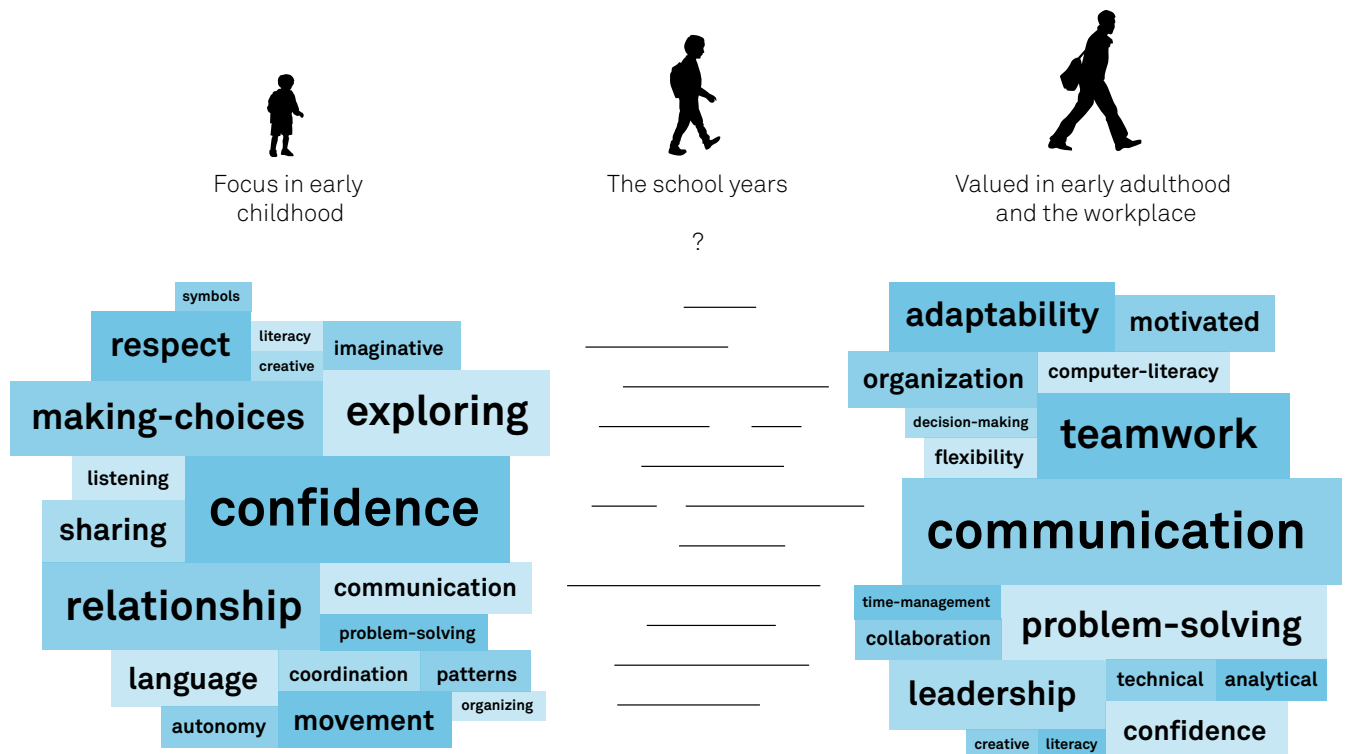 Focus in early
childhood
symbols
respect
literacy
creative
imaginative
making-choices
exploring
listening
sharing
confidence
relationship
communication
problem-solving
language
coordination
patterns
autonomy
movement
organizing
The school years
?
Valued in early adulthood
and the workplace
adaptability
motivated
organization
computer-literacy
decision-making
flexibility
teamwork
communication
time-management
collaboration
problem-solving
leadership
technical
analytical
creative
literacy
confidence